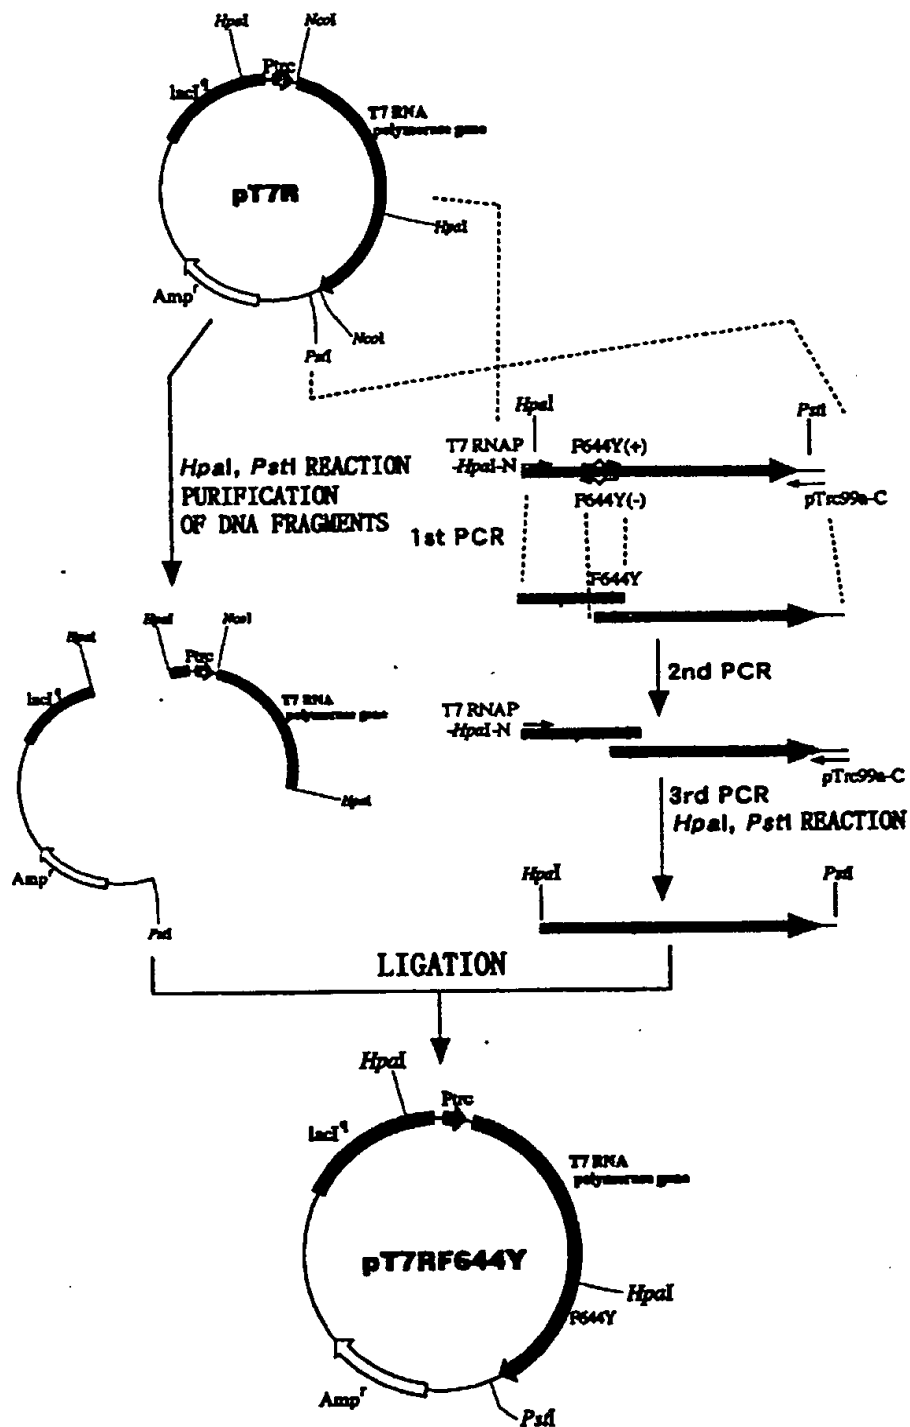 HpaI
NcoI
Ptrc
lacIq
T7 RNA
polymerase gene
pT7R
HpaI
Ampr
NcoI
PstI
HpaI
PstI
T7 RNAP
-HpaI-N
F644Y(+)
F644Y(-)
pTrc99a-C
HpaI, PstI REACTION
PURIFICATION
OF DNA FRAGMENTS
1st PCR
F644Y
HpaI
HpaI
NcoI
Ptrc
lacIq
T7 RNA
polymerase gene
HpaI
Ampr
PstI
2nd PCR
T7 RNAP
-HpaI-N
pTrc99a-C
3rd PCR
HpaI, PstI REACTION
HpaI
PstI
LIGATION
HpaI
Ptrc
lacIq
T7 RNA
polymerase gene
pT7RF644Y
HpaI
F644Y
Ampr
PstI